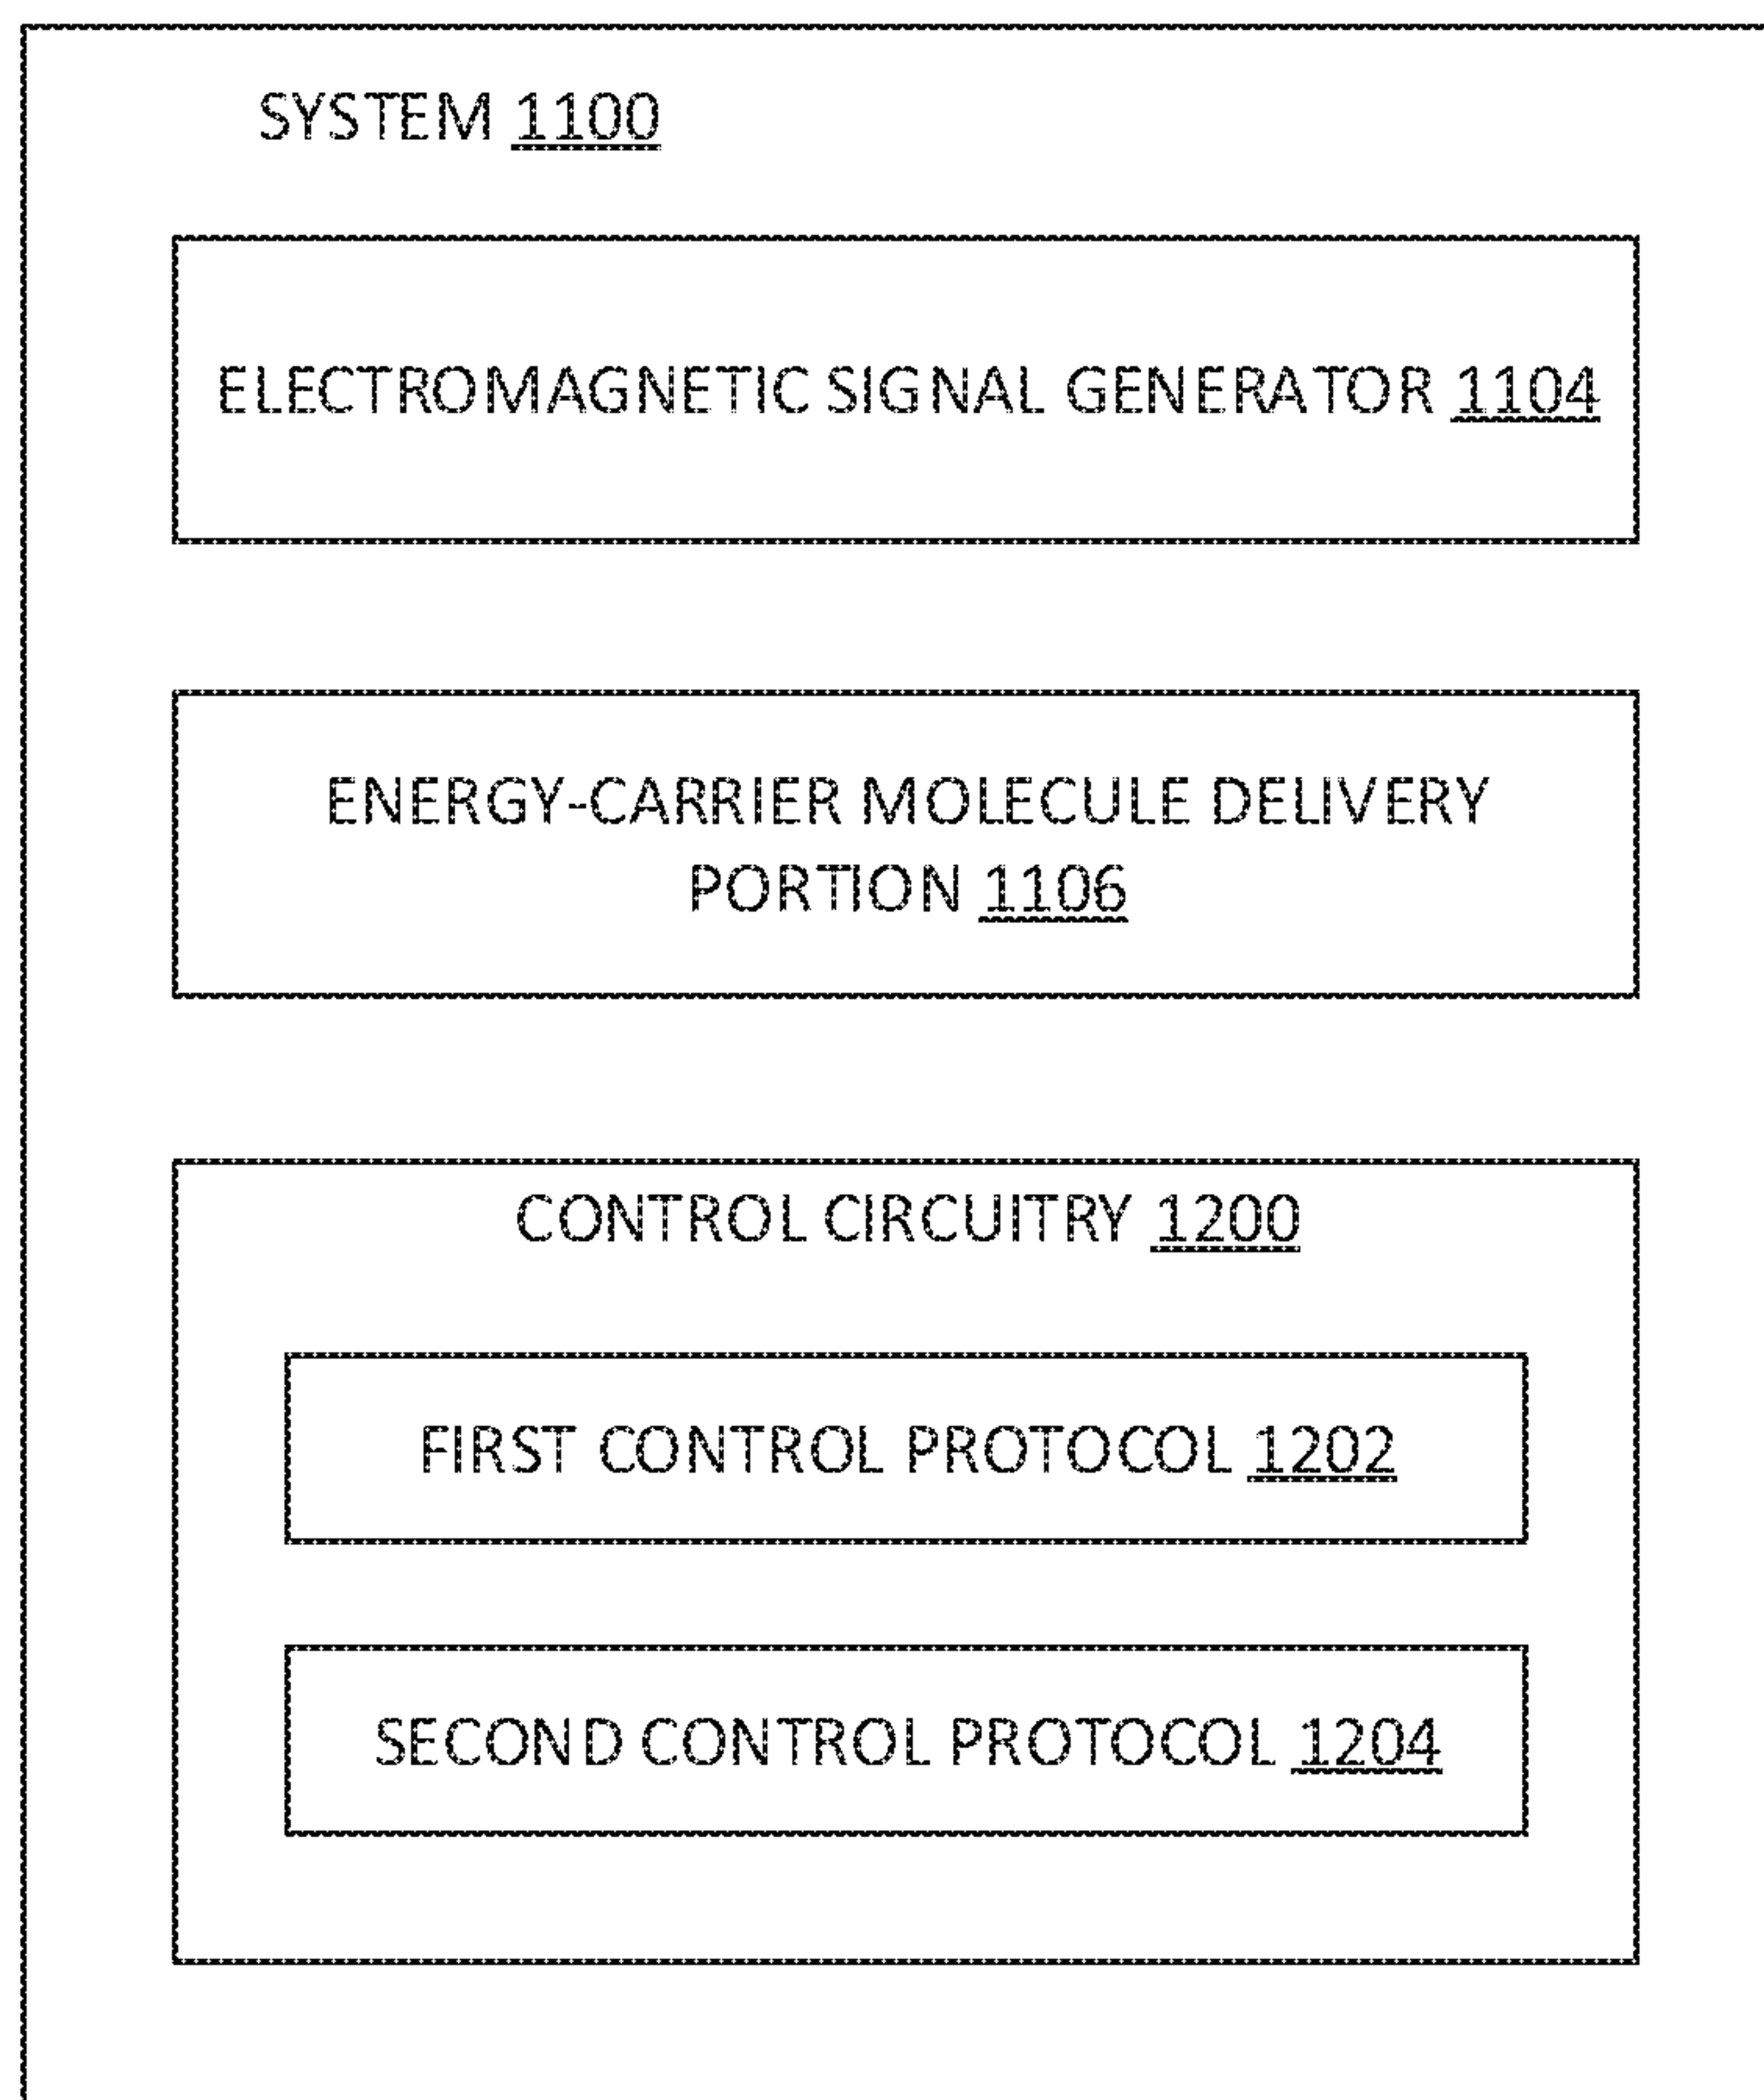 SYSTEM 1100
ELECTROMAGNETIC SIGNAL GENERATOR 1104
ENERGY-CARRIER MOLECULE DELIVERY
PORTION 1106
CONTROL CIRCUITRY 1200
FIRST CONTROL PROTOCOL 1202
SECOND CONTROL PROTOCOL 1204